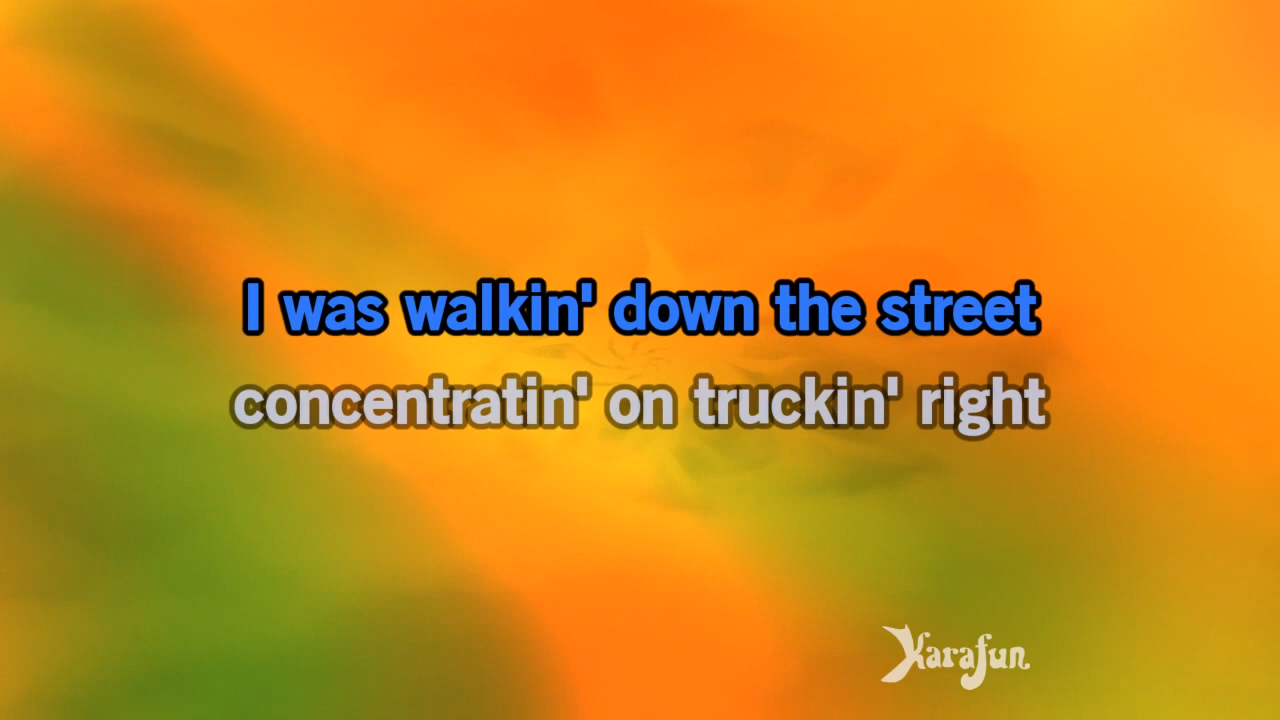 I was walkin' down the street
concentratin' on truckin' right
Karafun